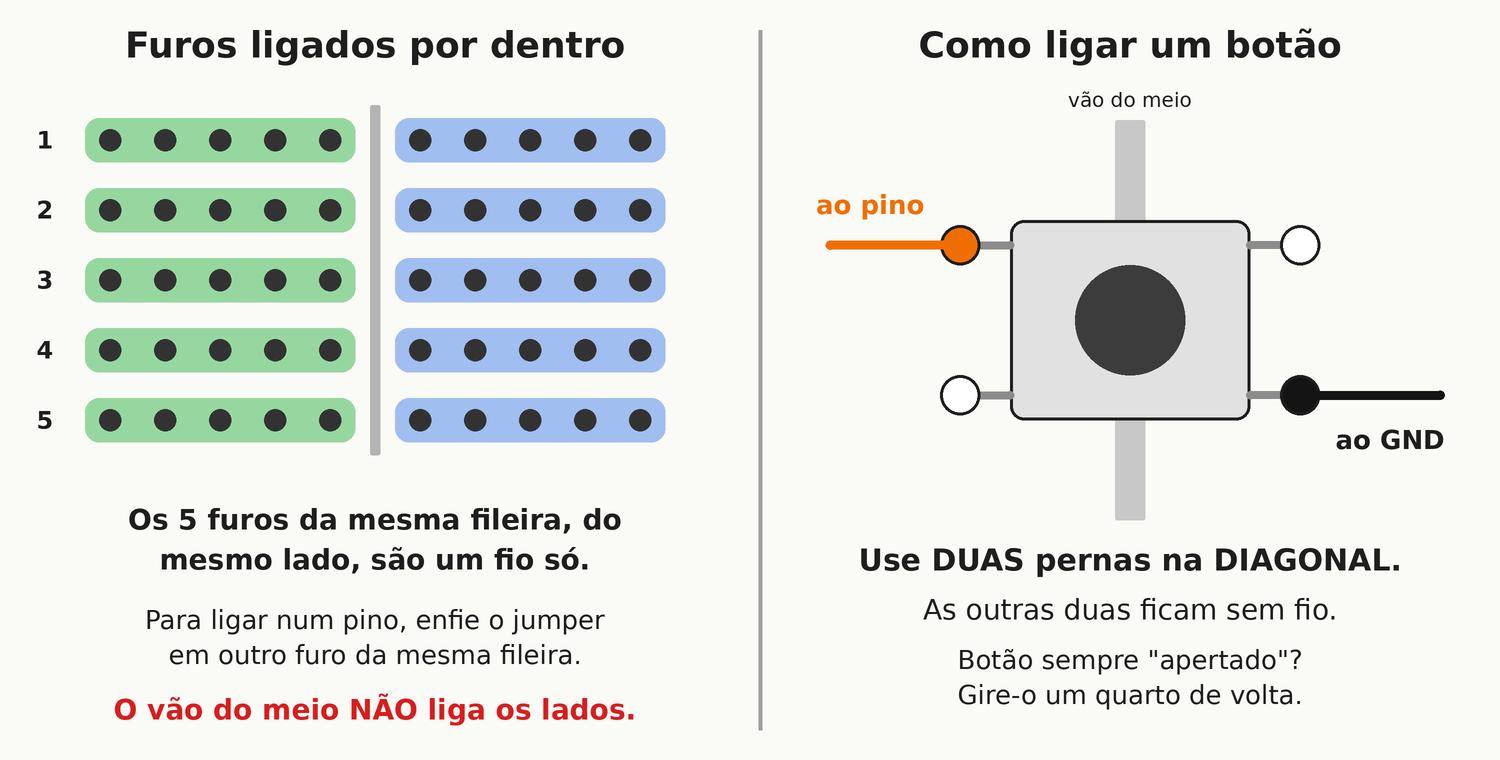 Furos ligados por dentro
1
2
3
4
5
Os 5 furos da mesma fileira, do
mesmo lado, são um fio só.
Para ligar num pino, enfie o jumper
em outro furo da mesma fileira.
O vão do meio NÃO liga os lados.
Como ligar um botão
vão do meio
ao pino
ao GND
Use DUAS pernas na DIAGONAL.
As outras duas ficam sem fio.
Botão sempre "apertado"?
Gire-o um quarto de volta.